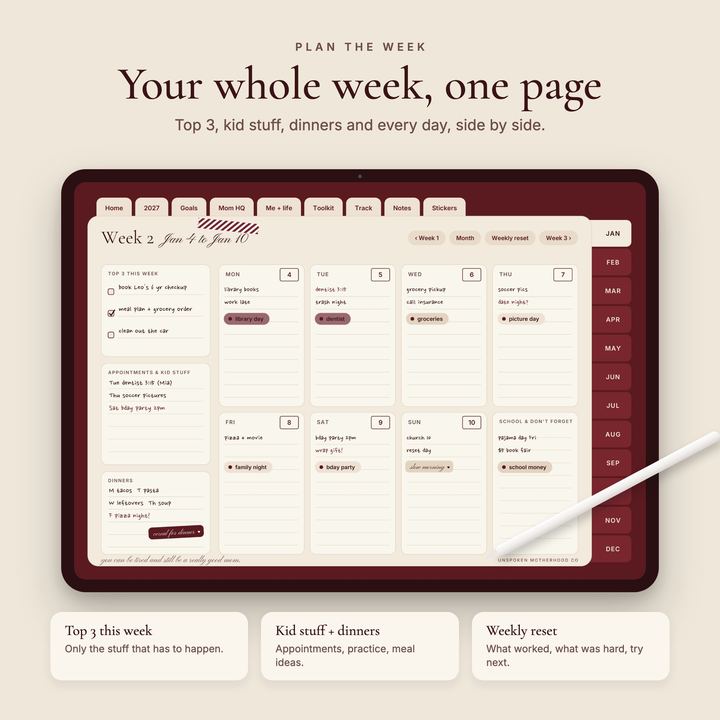 PLAN THE WEEK
Your whole week, one page
Top 3, kid stuff, dinners and every day, side by side.
Home
2027
Goals
Mom HQ
Me + life
Toolkit
Track
Notes
Stickers
Week 2 Jan 4 to Jan 10
‹ Week 1
Month
Weekly reset
Week 3 ›
TOP 3 THIS WEEK
book Leo's 6 yr checkup
meal plan + grocery order
clean out the car
APPOINTMENTS & KID STUFF
Tue dentist 3:15 (Mia)
Thu soccer pictures
Sat bday party 2pm
DINNERS
M tacos T pasta
W leftovers Th soup
F pizza night!
cereal for dinner ♥
MON 4
library books
work late
library day
TUE 5
dentist 3:15
trash night
dentist
WED 6
grocery pickup
call insurance
groceries
THU 7
soccer pics
date night?
picture day
FRI 8
pizza + movie
family night
SAT 9
bday party 2pm
wrap gift!
bday party
SUN 10
church 10
reset day
slow morning ♥
SCHOOL & DON'T FORGET
pajama day Fri
book fair
school money
you can be tired and still be a really good mom.
UNSPOKEN MOTHERHOOD CO
JAN
FEB
MAR
APR
MAY
JUN
JUL
AUG
SEP
NOV
DEC
Top 3 this week
Only the stuff that has to happen.
Kid stuff + dinners
Appointments, practice, meal
ideas.
Weekly reset
What worked, what was hard, try
next.